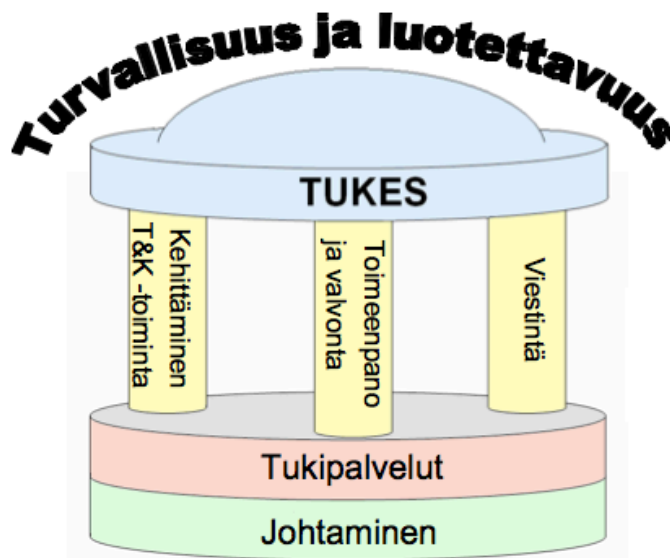 Turvallisuus ja luotettavuus
TUKES
Kehittäminen
T&K -toiminta
Toimeenpano
ja valvonta
Viestintä
Tukipalvelut
Johtaminen